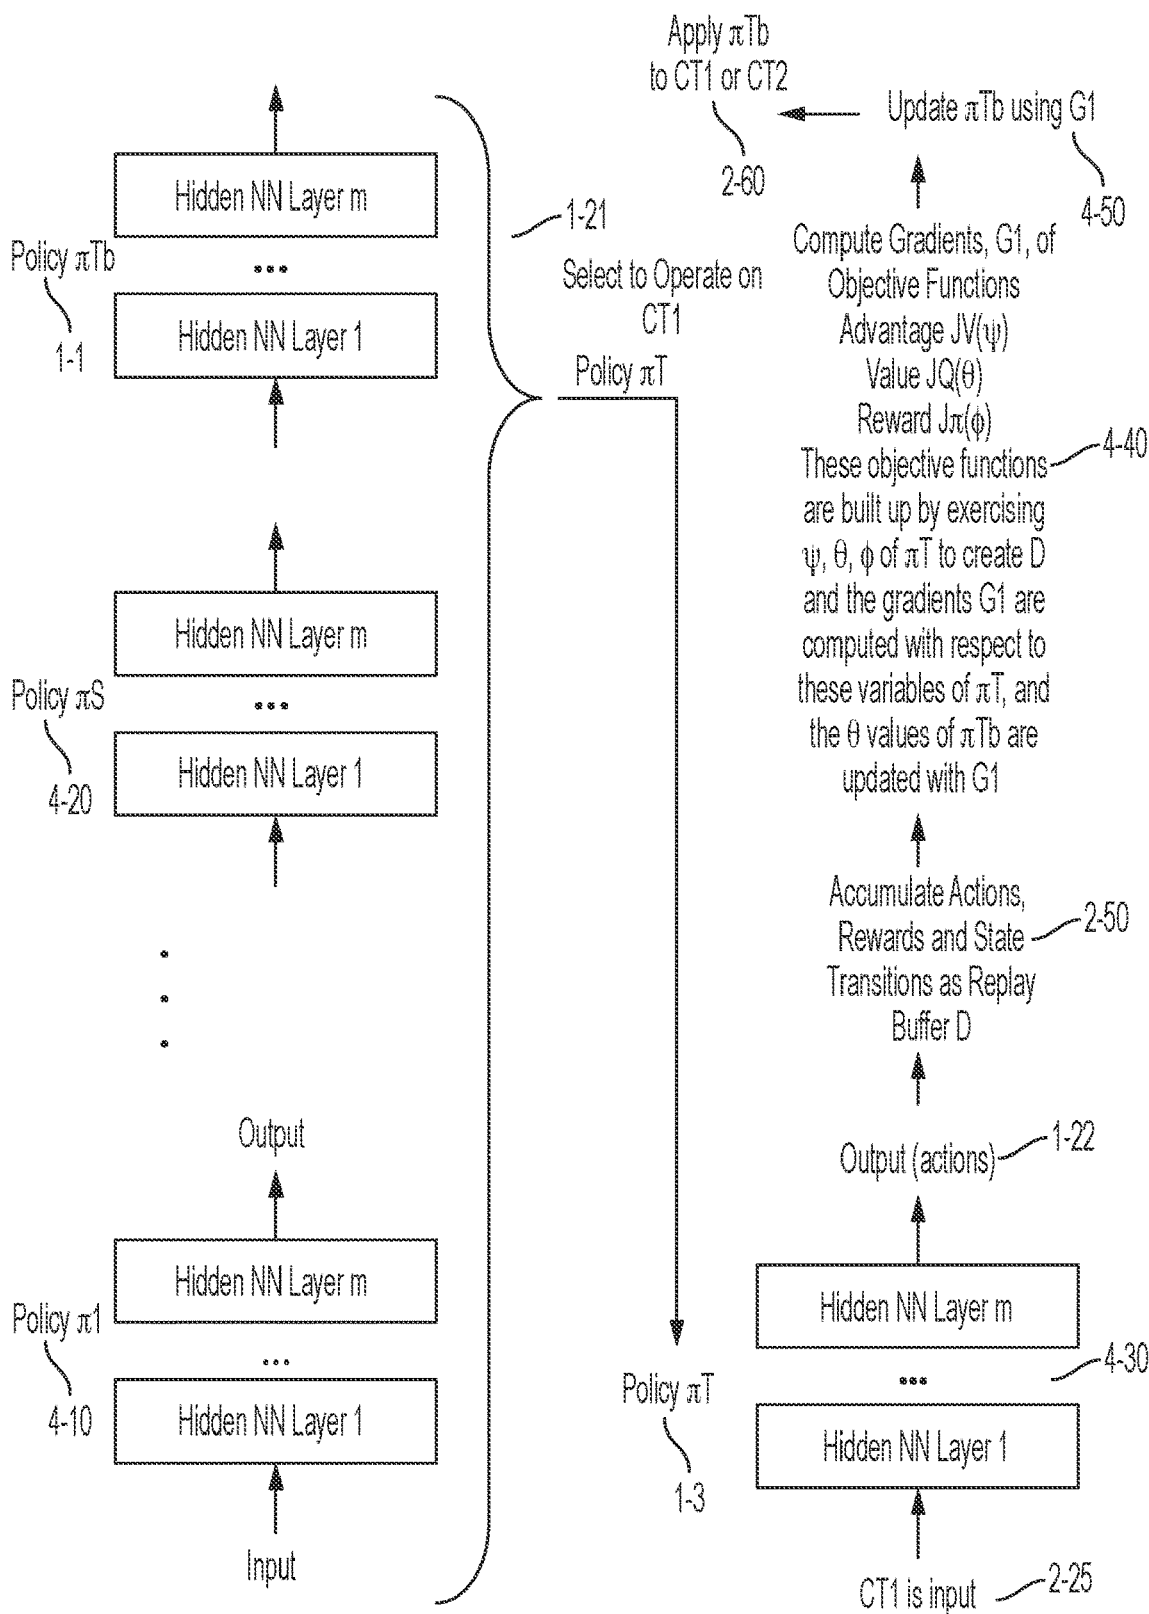 Hidden NN Layer m
Policy πTb
...
1-1
Hidden NN Layer 1
Hidden NN Layer m
Policy πS
...
4-20
Hidden NN Layer 1
Output
Hidden NN Layer m
Policy π1
...
4-10
Hidden NN Layer 1
Input
1-21
Select to Operate on
CT1
Policy πT
Policy πT
1-3
Apply πTb
to CT1 or CT2
2-60
Update πTb using G1
4-50
Compute Gradients, G1, of
Objective Functions
Advantage JV(ψ)
Value JQ(θ)
Reward Jπ(ϕ)
These objective functions
4-40
are built up by exercising
ψ, θ, ϕ of πT to create D
and the gradients G1 are
computed with respect to
these variables of πT, and
the θ values of πTb are
updated with G1
Accumulate Actions,
Rewards and State
2-50
Transitions as Replay
Buffer D
Output (actions)
1-22
Hidden NN Layer m
...
4-30
Hidden NN Layer 1
CT1 is input
2-25